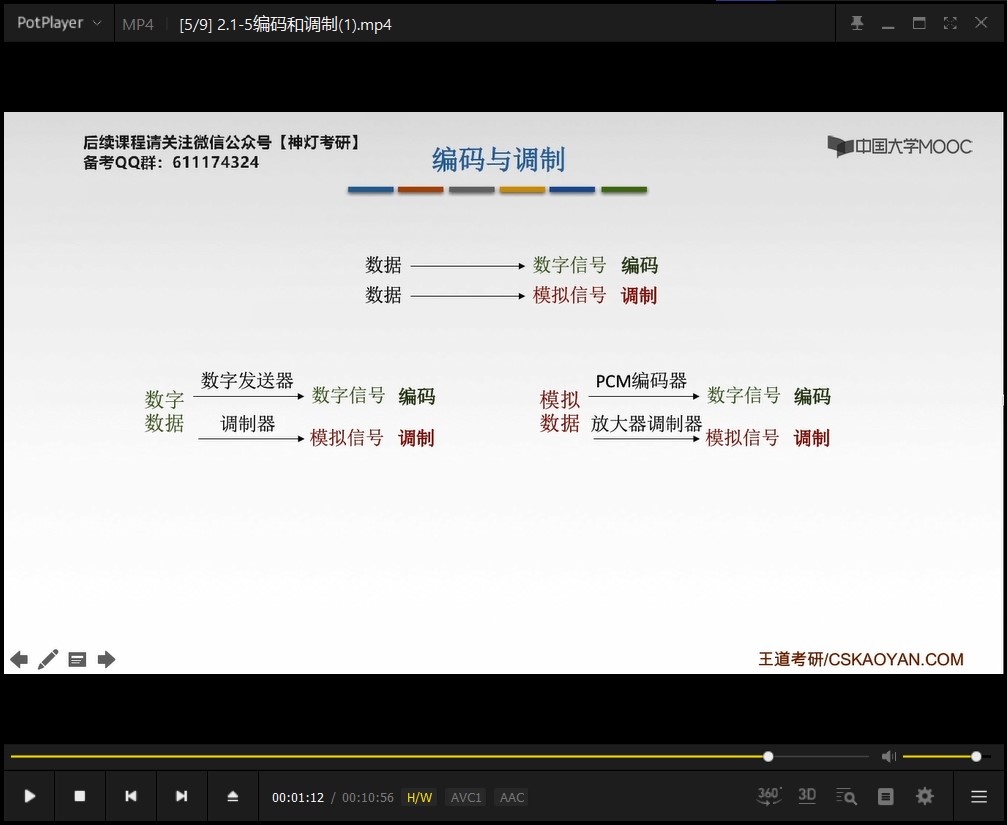 PotPlayer
MP4
[5/9] 2.1-5编码和调制(1).mp4
后续课程请关注微信公众号【神灯考研】
备考QQ群：611174324
编码与调制
中国大学MOOC
数据 数字信号 编码
数据 模拟信号 调制
数字
数据
数字发送器
数字信号 编码
调制器
模拟信号 调制
模拟
数据
PCM编码器
数字信号 编码
放大器调制器
模拟信号 调制
王道考研/CSKAOYAN.COM
00:01:12 / 00:10:56 H/W AVC1 AAC
360° 3D